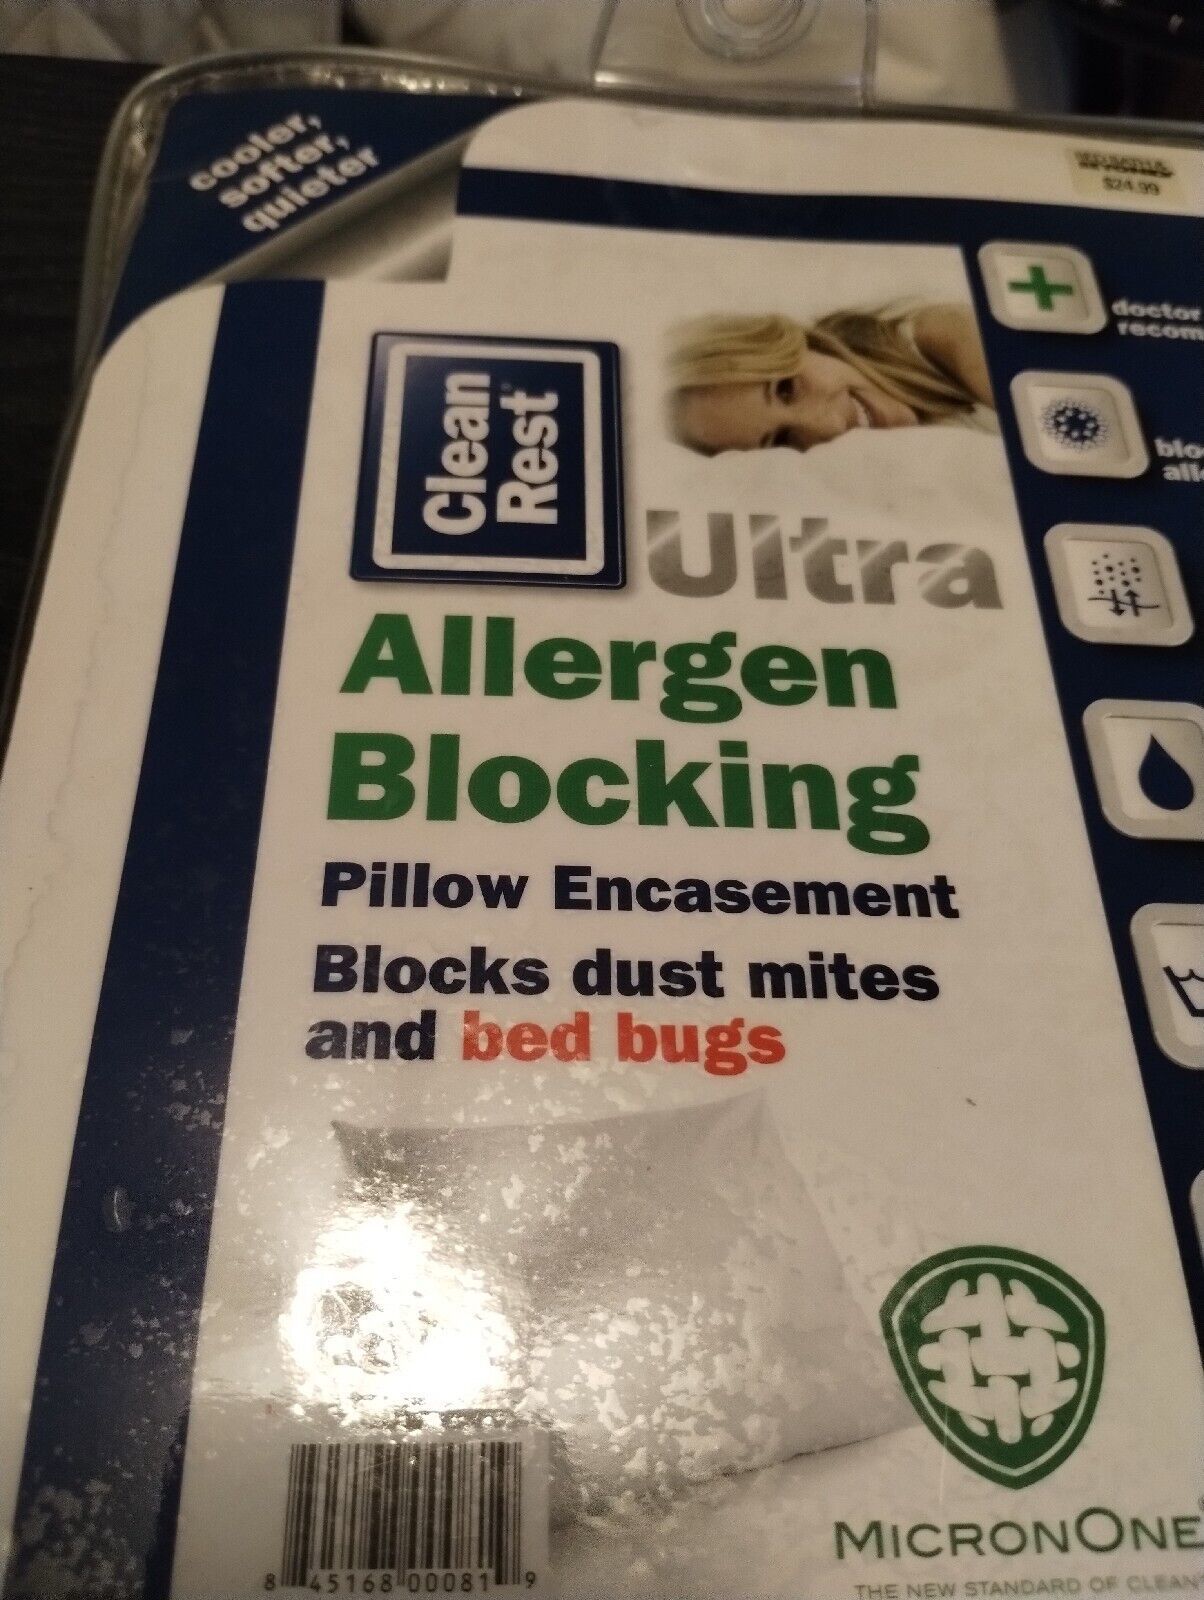 cooler,
softer,
quieter
$24.99
doctor
recom
Clean
Rest
Ultra
Allergen
Blocking
Pillow Encasement
Blocks dust mites
and bed bugs
8 45168 00081 9
MICRONONE
THE NEW STANDARD OF CLEAN